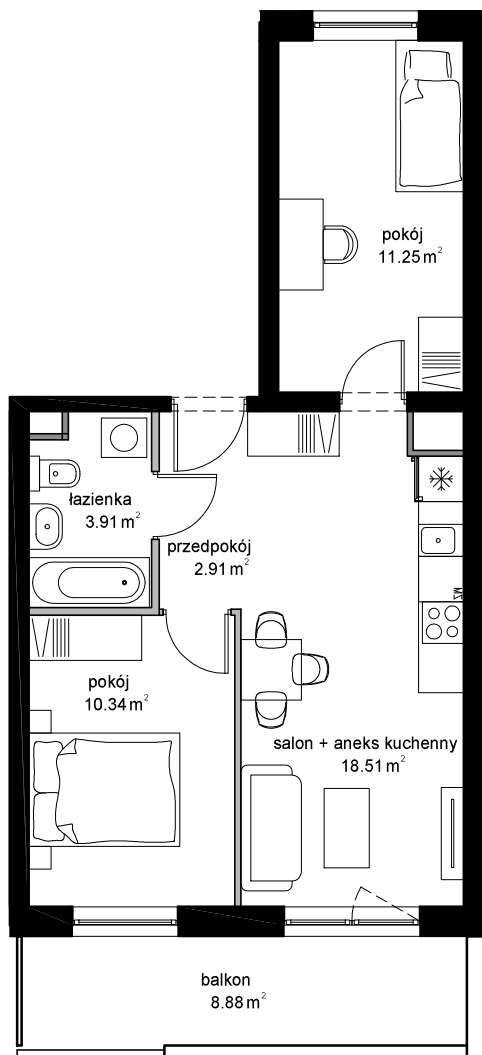 pokój
11.25 m²
łazienka
3.91 m²
przedpokój
2.91 m²
pokój
10.34 m²
salon + aneks kuchenny
18.51 m²
balkon
8.88 m²